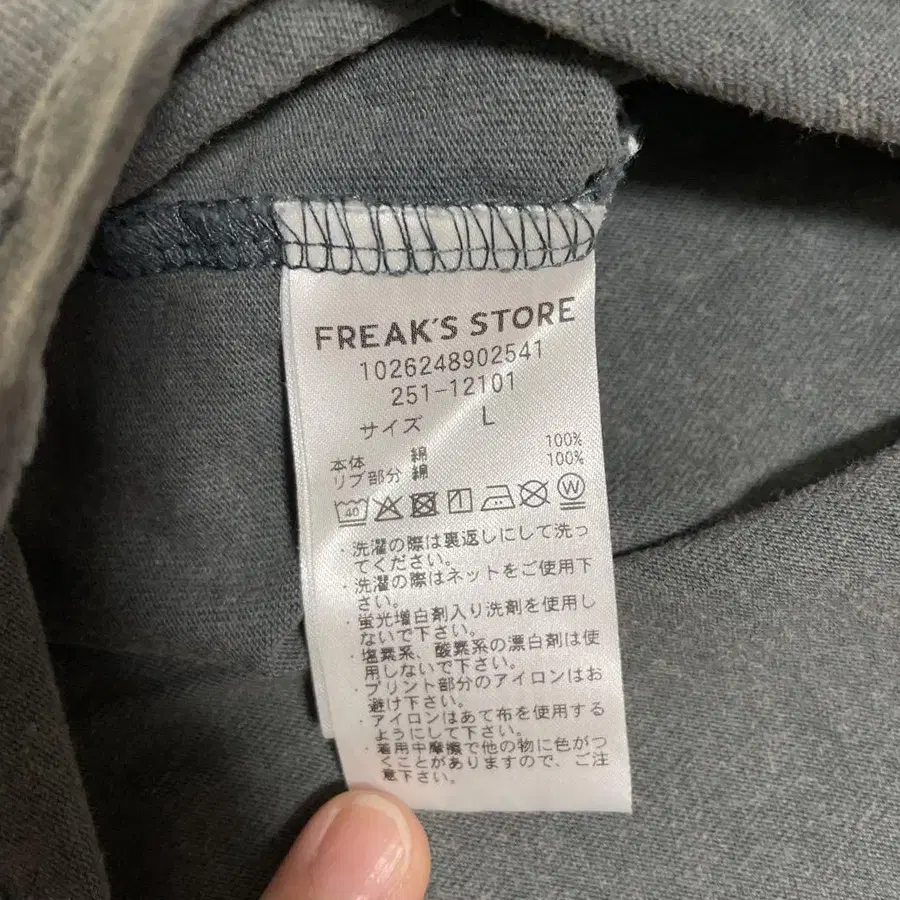 FREAK'S STORE
1026248902541
251-12101
サイズ L
本体 綿 100%
リブ部分 綿 100%
40 W
・洗濯の際は裏返しにして洗っ
てください。
・洗濯の際はネットをご使用下
さい。
・蛍光増白剤入り洗剤を使用し
ないで下さい。
・塩素系、酸素系の漂白剤は使
用しないで下さい。
・プリント部分のアイロンはお
避け下さい。
・アイロンはあて布を使用する
ようにして下さい。
・着用中摩擦で他の物に色がつ
くことがありますので、ご注
意下さい。